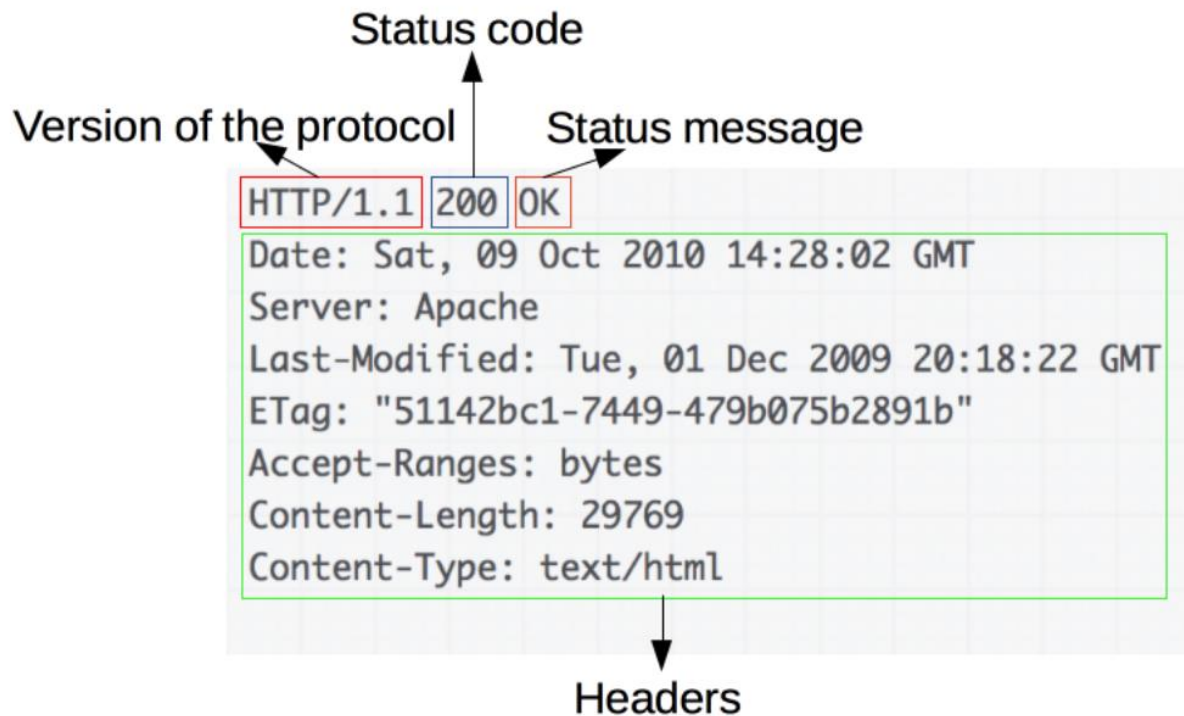 Status code
Version of the protocol
Status message
HTTP/1.1 200 OK
Date: Sat, 09 Oct 2010 14:28:02 GMT
Server: Apache
Last-Modified: Tue, 01 Dec 2009 20:18:22 GMT
ETag: "51142bc1-7449-479b075b2891b"
Accept-Ranges: bytes
Content-Length: 29769
Content-Type: text/html
Headers